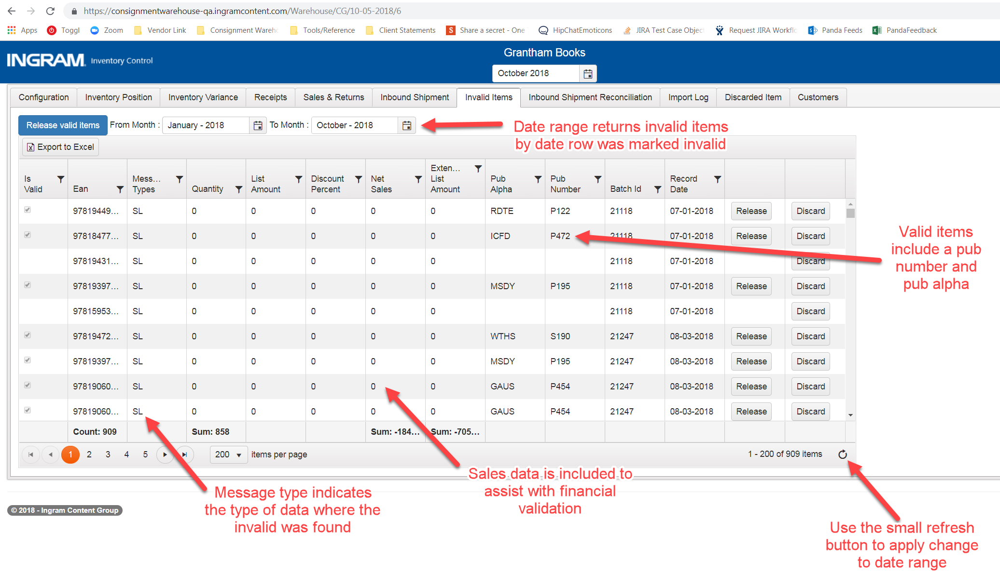 https://consignmentwarehouse-qa.ingramcontent.com/Warehouse/CG/10-05-2018/6
Apps Toggl Zoom Vendor Link Consignment Wareho Tools/Reference Client Statements S Share a secret - One HipChatEmoticons JIRA Test Case Object Request JIRA Workflo Panda Feeds PandaFeedback
Grantham Books
INGRAM Inventory Control
October 2018
Configuration Inventory Position Inventory Variance Receipts Sales & Returns Inbound Shipment Invalid Items Inbound Shipment Reconciliation Import Log Discarded Item Customers
Release valid items From Month : January - 2018 To Month : October - 2018
Date range returns invalid items
by date row was marked invalid
Export to Excel
Is Valid Ean Mess... Types Quantity List Amount Discount Percent Net Sales Exten... List Amount Pub Alpha Pub Number Batch Id Record Date
97819449... SL 0 0 0 0 0 RDTE P122 21118 07-01-2018 Release Discard
97818477... SL 0 0 0 0 0 ICFD P472 21118 07-01-2018 Release Discard
97819431... SL 0 0 0 0 0 21118 07-01-2018 Discard
97819397... SL 0 0 0 0 0 MSDY P195 21118 07-01-2018 Release Discard
97815953... SL 0 0 0 0 0 21118 07-01-2018 Discard
97819472... SL 0 0 0 0 0 WTHS S190 21247 08-03-2018 Release Discard
97819397... SL 0 0 0 0 0 MSDY P195 21247 08-03-2018 Release Discard
97819060... SL 0 0 0 0 0 GAUS P454 21247 08-03-2018 Release Discard
97819060... SL 0 0 0 0 0 GAUS P454 21247 08-03-2018 Release Discard
Count: 909 Sum: 858 Sum: -184... Sum: -705...
1 2 3 4 5 200 items per page 1 - 200 of 909 items
Valid items
include a pub
number and
pub alpha
Sales data is included to
assist with financial
validation
Message type indicates
the type of data where the
invalid was found
© 2018 - Ingram Content Group
Use the small refresh
button to apply change
to date range